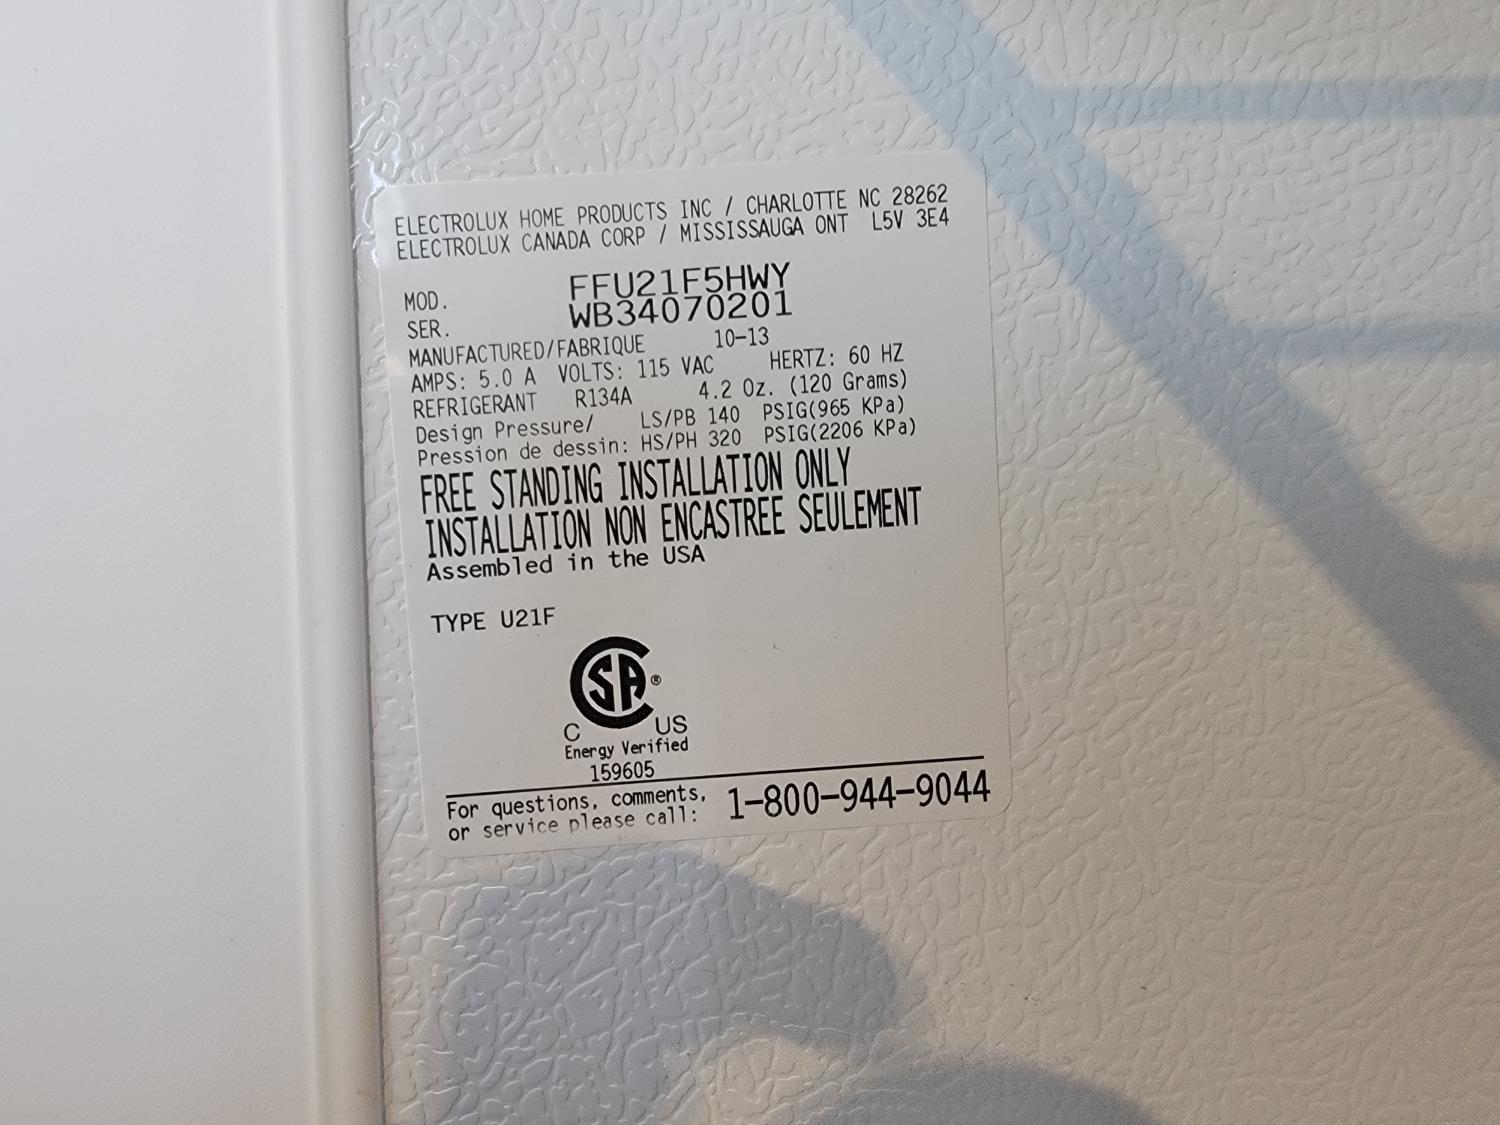 ELECTROLUX HOME PRODUCTS INC / CHARLOTTE NC 28262
ELECTROLUX CANADA CORP / MISSISSAUGA ONT L5V 3E4
MOD. FFU21F5HWY
SER. WB34070201
MANUFACTURED/FABRIQUE 10-13
AMPS: 5.0 A VOLTS: 115 VAC HERTZ: 60 HZ
REFRIGERANT R134A 4.2 Oz. (120 Grams)
Design Pressure/ LS/PB 140 PSIG(965 KPa)
Pression de dessin: HS/PH 320 PSIG(2206 KPa)
FREE STANDING INSTALLATION ONLY
INSTALLATION NON ENCASTREE SEULEMENT
Assembled in the USA
TYPE U21F
CSA®
C US
Energy Verified
159605
For questions, comments,
or service please call: 1-800-944-9044